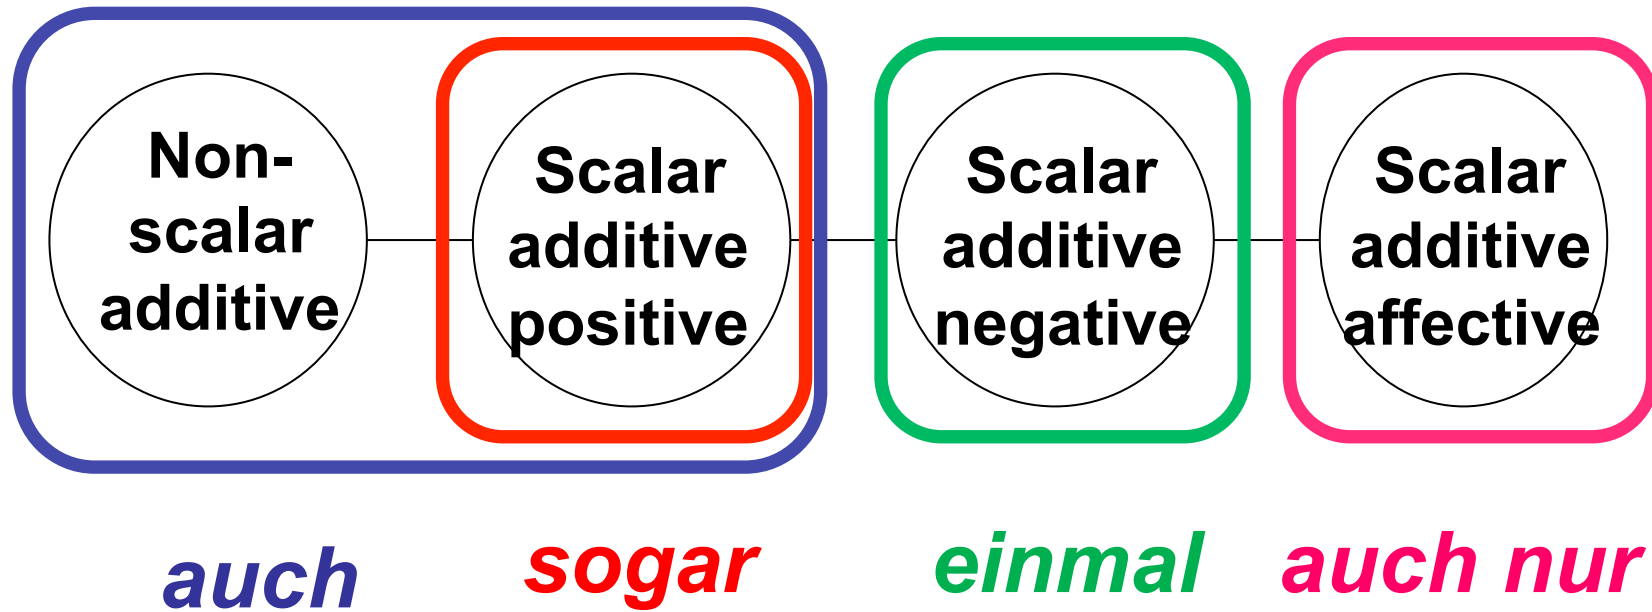 Non-
scalar
additive
Scalar
additive
positive
Scalar
additive
negative
Scalar
additive
affective
auch
sogar
einmal
auch nur